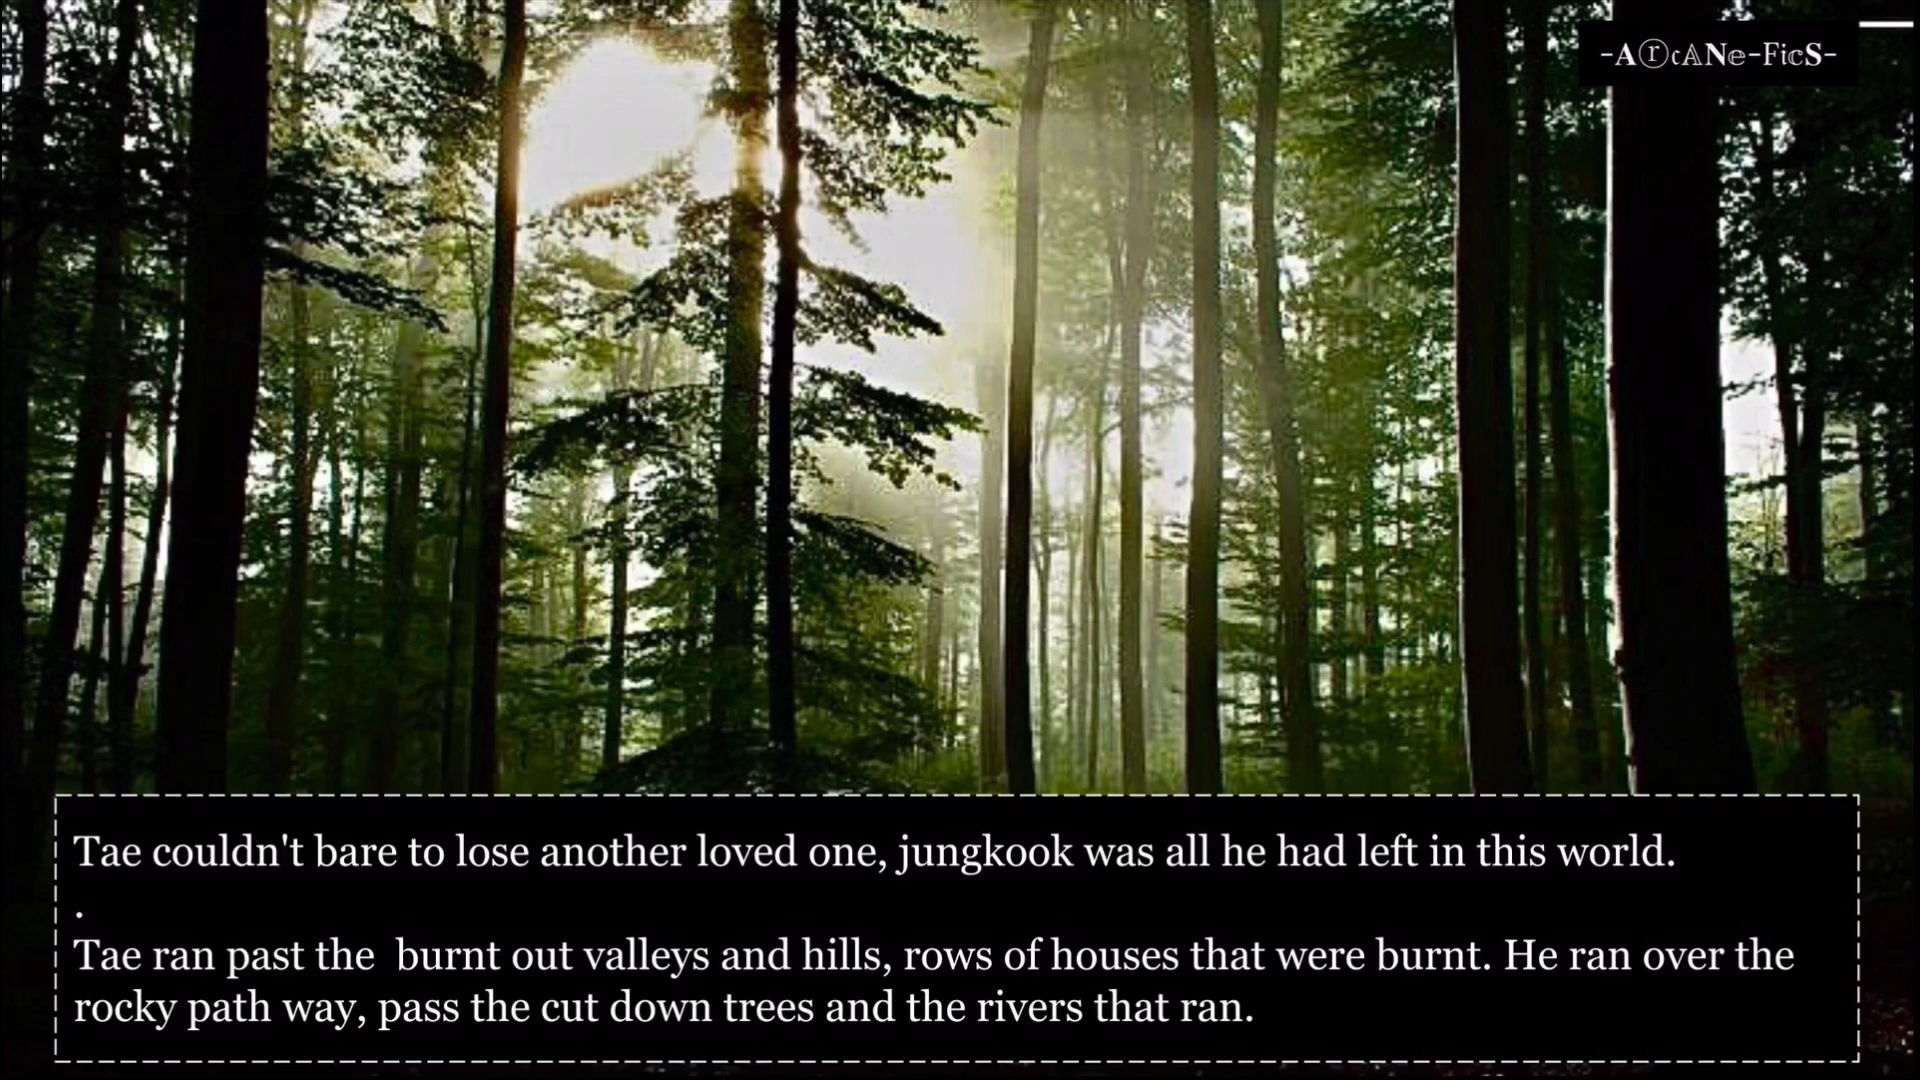 -AⓡcANe-FicS-
Tae couldn't bare to lose another loved one, jungkook was all he had left in this world.
.
Tae ran past the  burnt out valleys and hills, rows of houses that were burnt. He ran over the
rocky path way, pass the cut down trees and the rivers that ran.